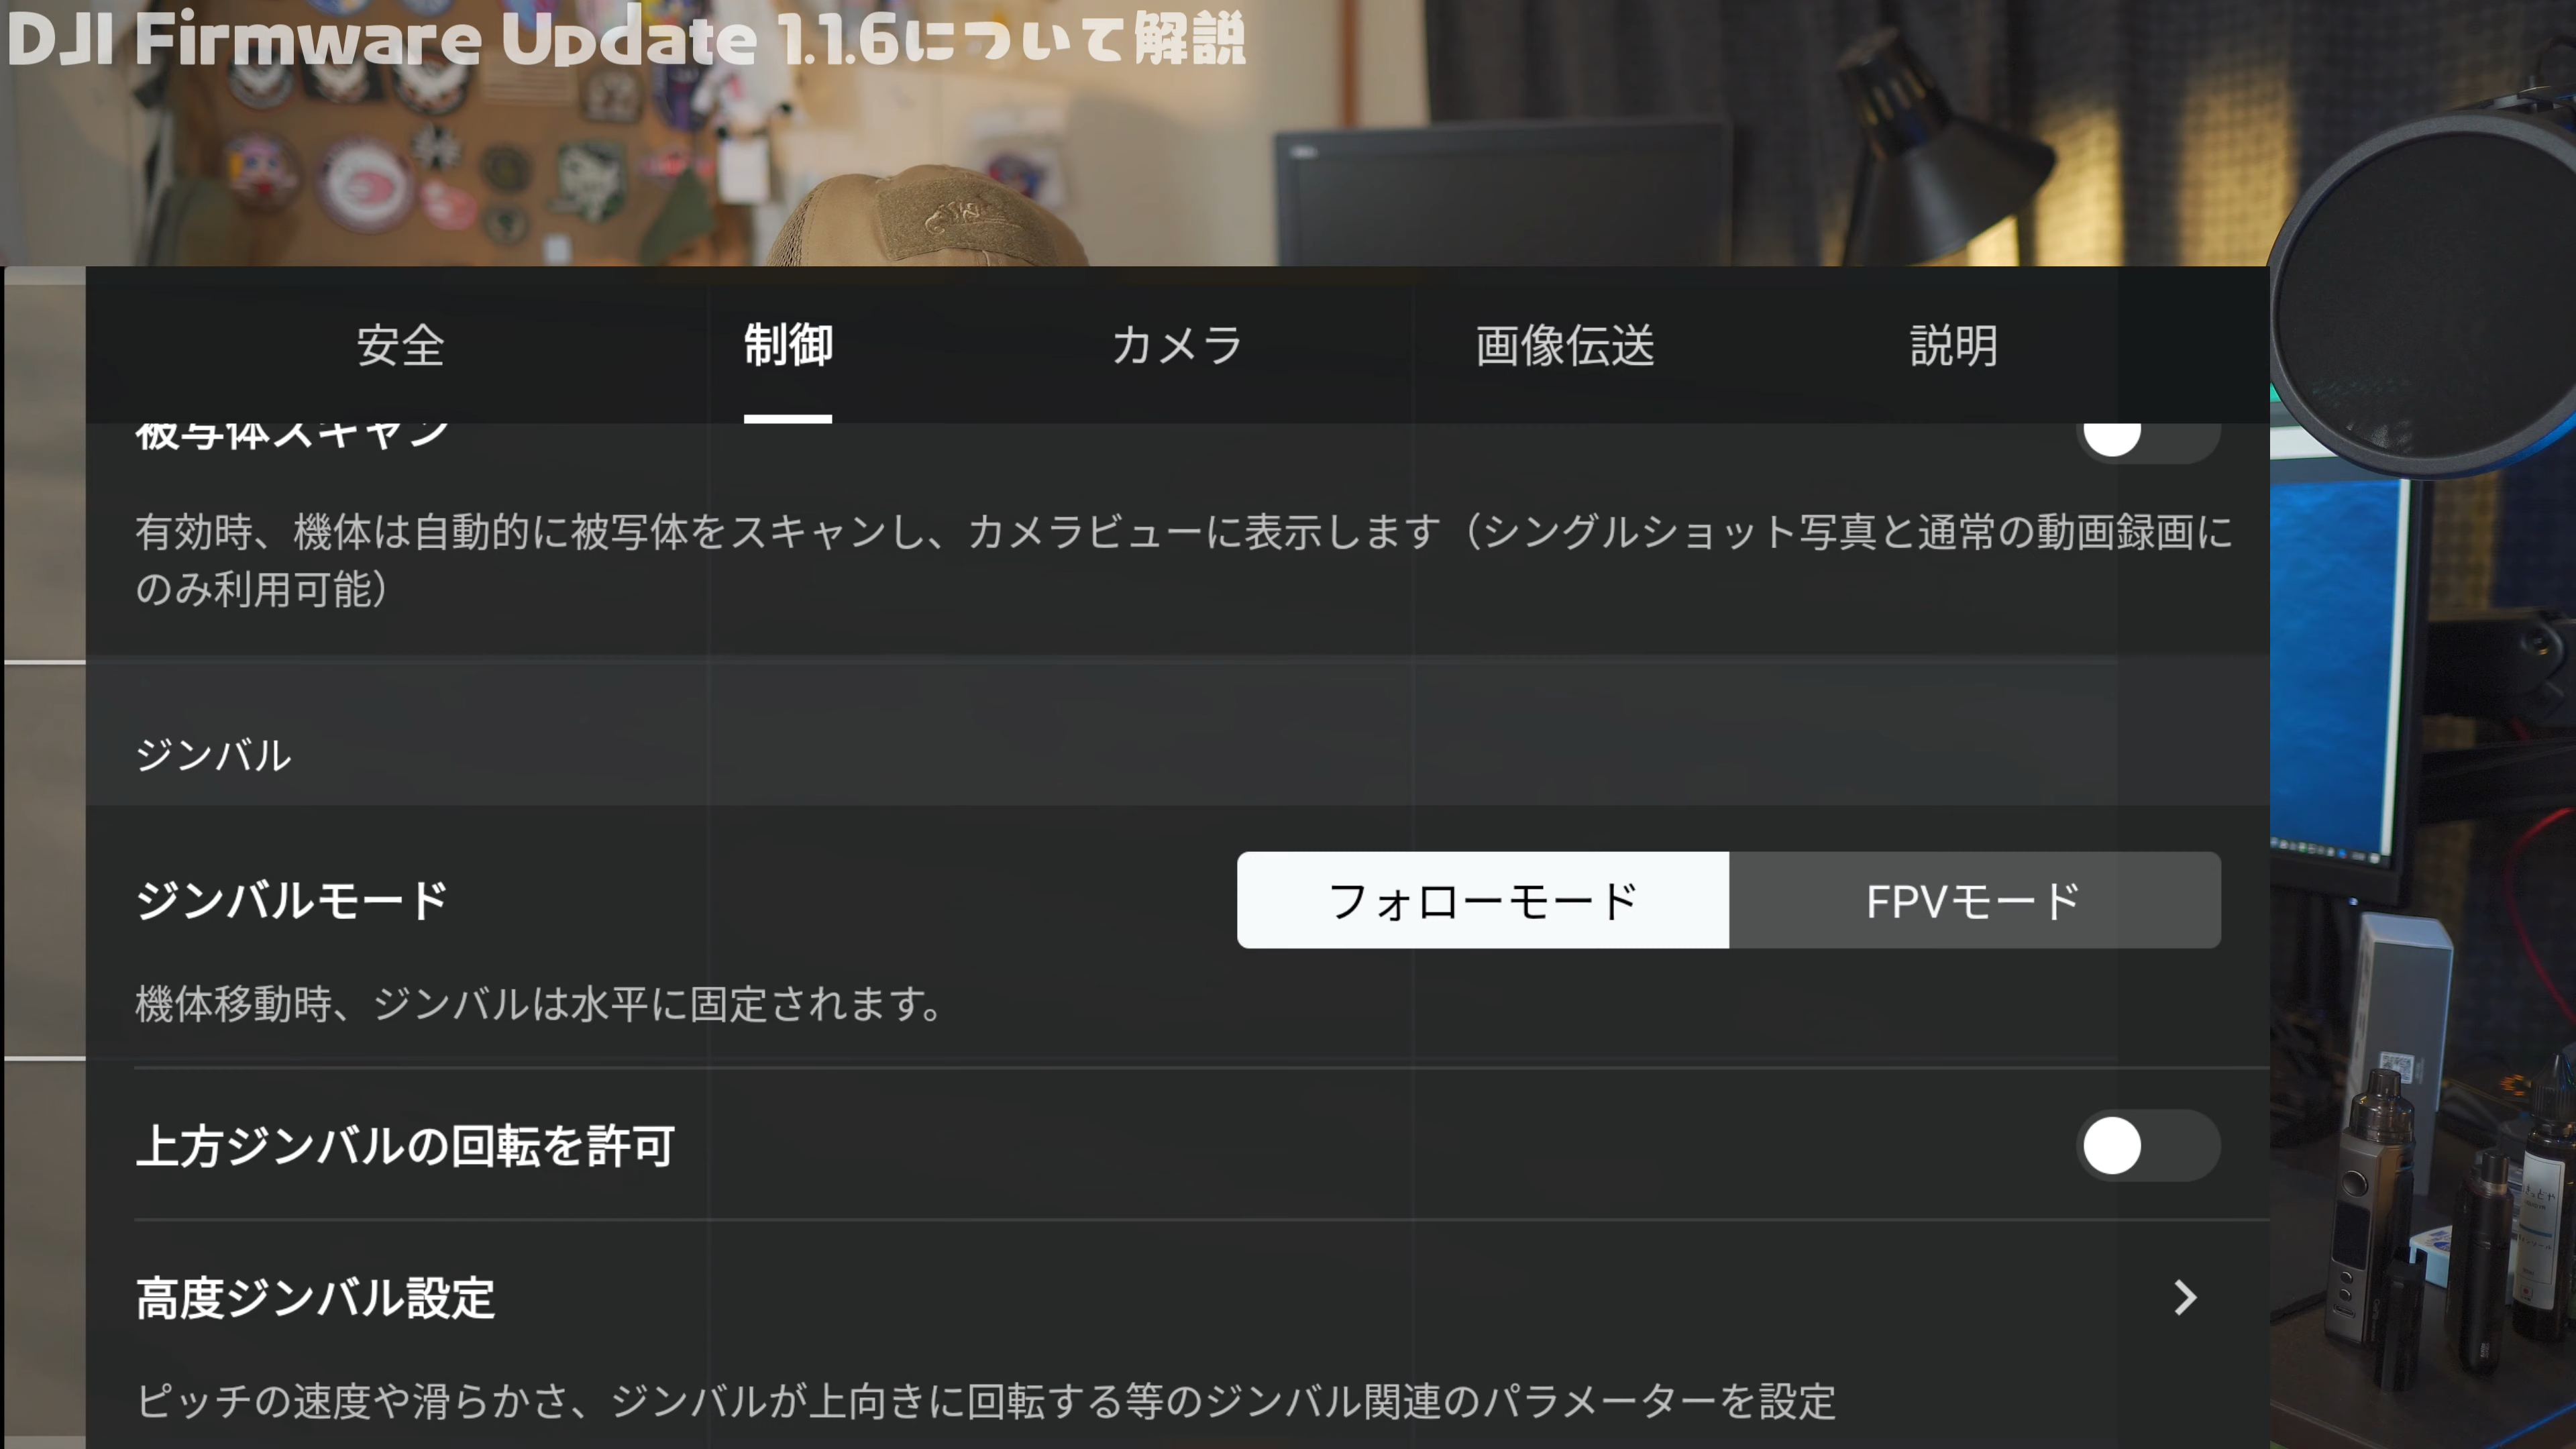 DJI Firmware Update 1.1.6について解説
安全
制御
カメラ
画像伝送
説明
被写体スキャン
有効時、機体は自動的に被写体をスキャンし、カメラビューに表示します（シングルショット写真と通常の動画録画に
のみ利用可能）
ジンバル
ジンバルモード
フォローモード
FPVモード
機体移動時、ジンバルは水平に固定されます。
上方ジンバルの回転を許可
高度ジンバル設定
ピッチの速度や滑らかさ、ジンバルが上向きに回転する等のジンバル関連のパラメーターを設定